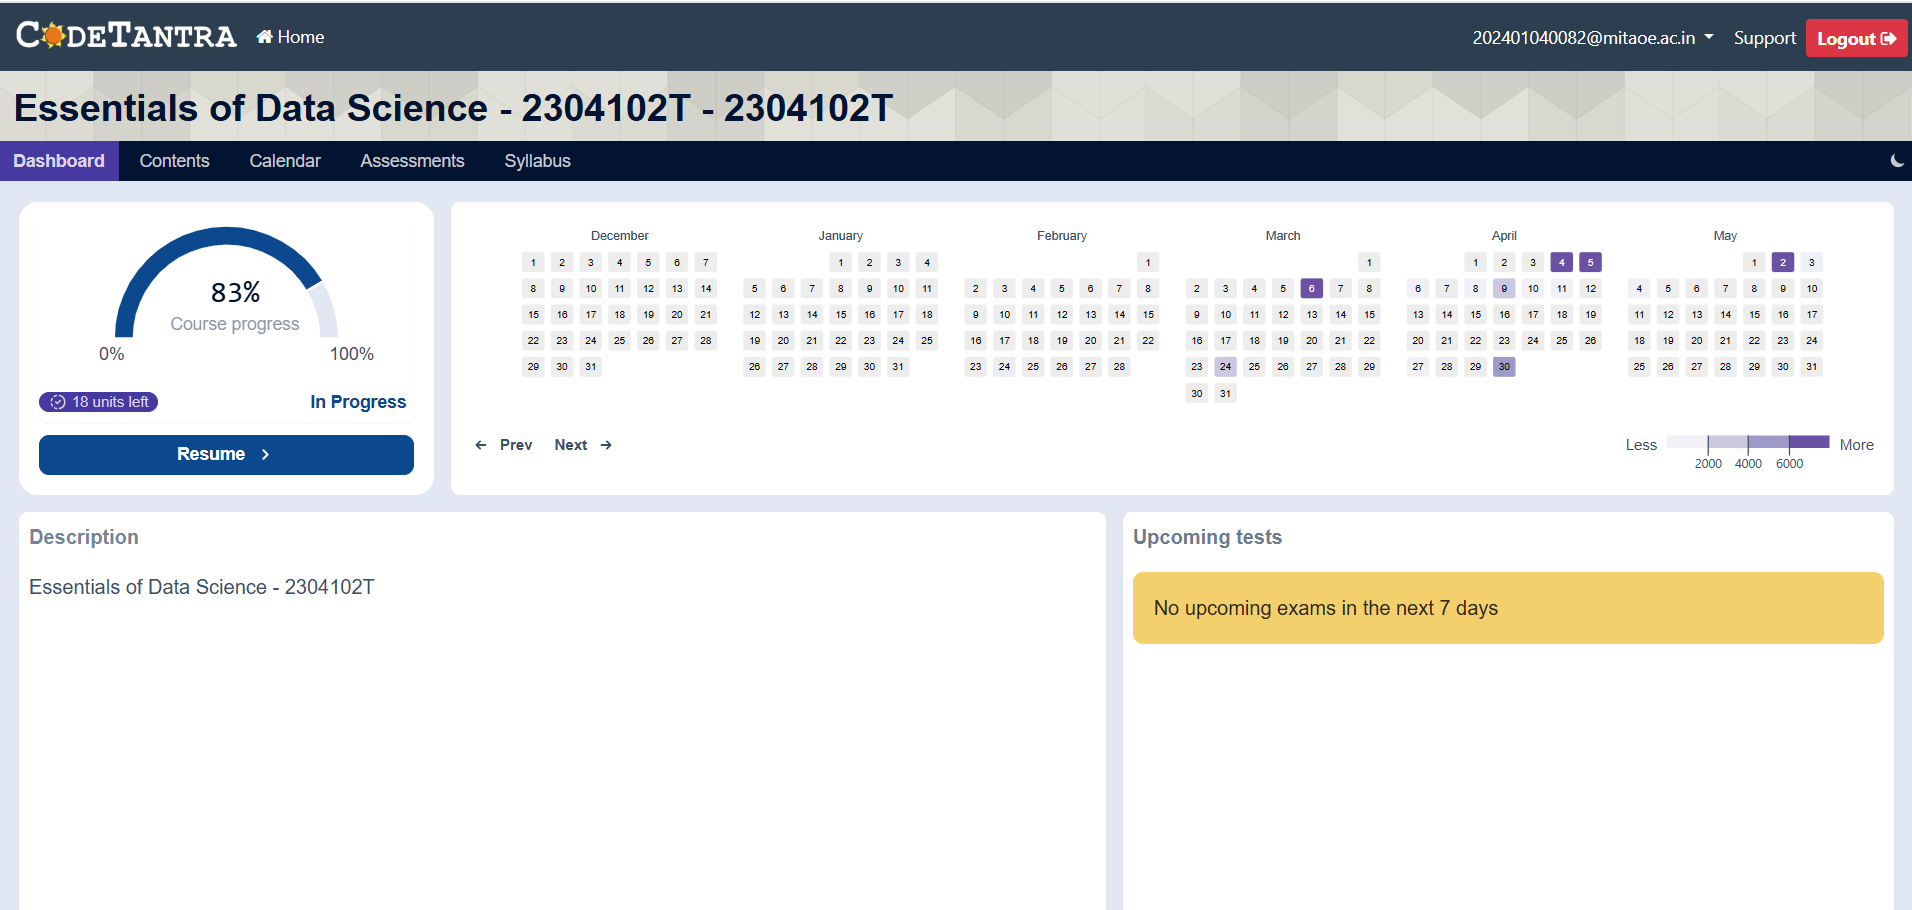 CODETANTRA Home 202401040082@mitaoe.ac.in Support Logout
Essentials of Data Science - 2304102T - 2304102T
Dashboard Contents Calendar Assessments Syllabus
83%
Course progress
0% 100%
18 units left In Progress
Resume
December January February March April May
1 2 3 4 5 6 7 1 2 3 4 1 1 1 2 3 4 5 1 2 3
8 9 10 11 12 13 14 5 6 7 8 9 10 11 2 3 4 5 6 7 8 2 3 4 5 6 7 8 6 7 8 9 10 11 12 4 5 6 7 8 9 10
15 16 17 18 19 20 21 12 13 14 15 16 17 18 9 10 11 12 13 14 15 9 10 11 12 13 14 15 13 14 15 16 17 18 19 11 12 13 14 15 16 17
22 23 24 25 26 27 28 19 20 21 22 23 24 25 16 17 18 19 20 21 22 16 17 18 19 20 21 22 20 21 22 23 24 25 26 18 19 20 21 22 23 24
29 30 31 26 27 28 29 30 31 23 24 25 26 27 28 23 24 25 26 27 28 29 27 28 29 30 25 26 27 28 29 30 31
30 31
Prev Next Less More
2000 4000 6000
Description
Essentials of Data Science - 2304102T
Upcoming tests
No upcoming exams in the next 7 days